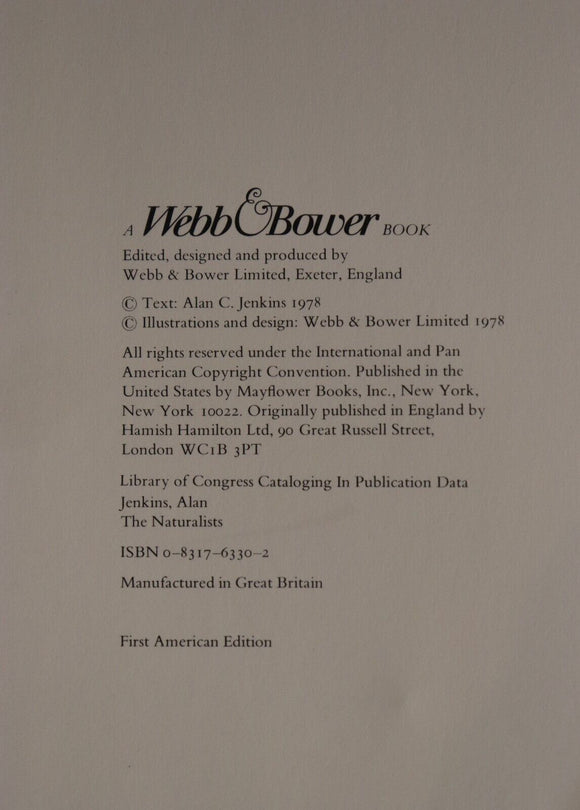 A Webb & Bower BOOK
Edited, designed and produced by
Webb & Bower Limited, Exeter, England
© Text: Alan C. Jenkins 1978
© Illustrations and design: Webb & Bower Limited 1978
All rights reserved under the International and Pan
American Copyright Convention. Published in the
United States by Mayflower Books, Inc., New York,
New York 10022. Originally published in England by
Hamish Hamilton Ltd, 90 Great Russell Street,
London WC1B 3PT
Library of Congress Cataloging In Publication Data
Jenkins, Alan
The Naturalists
ISBN 0–8317–6330–2
Manufactured in Great Britain
First American Edition